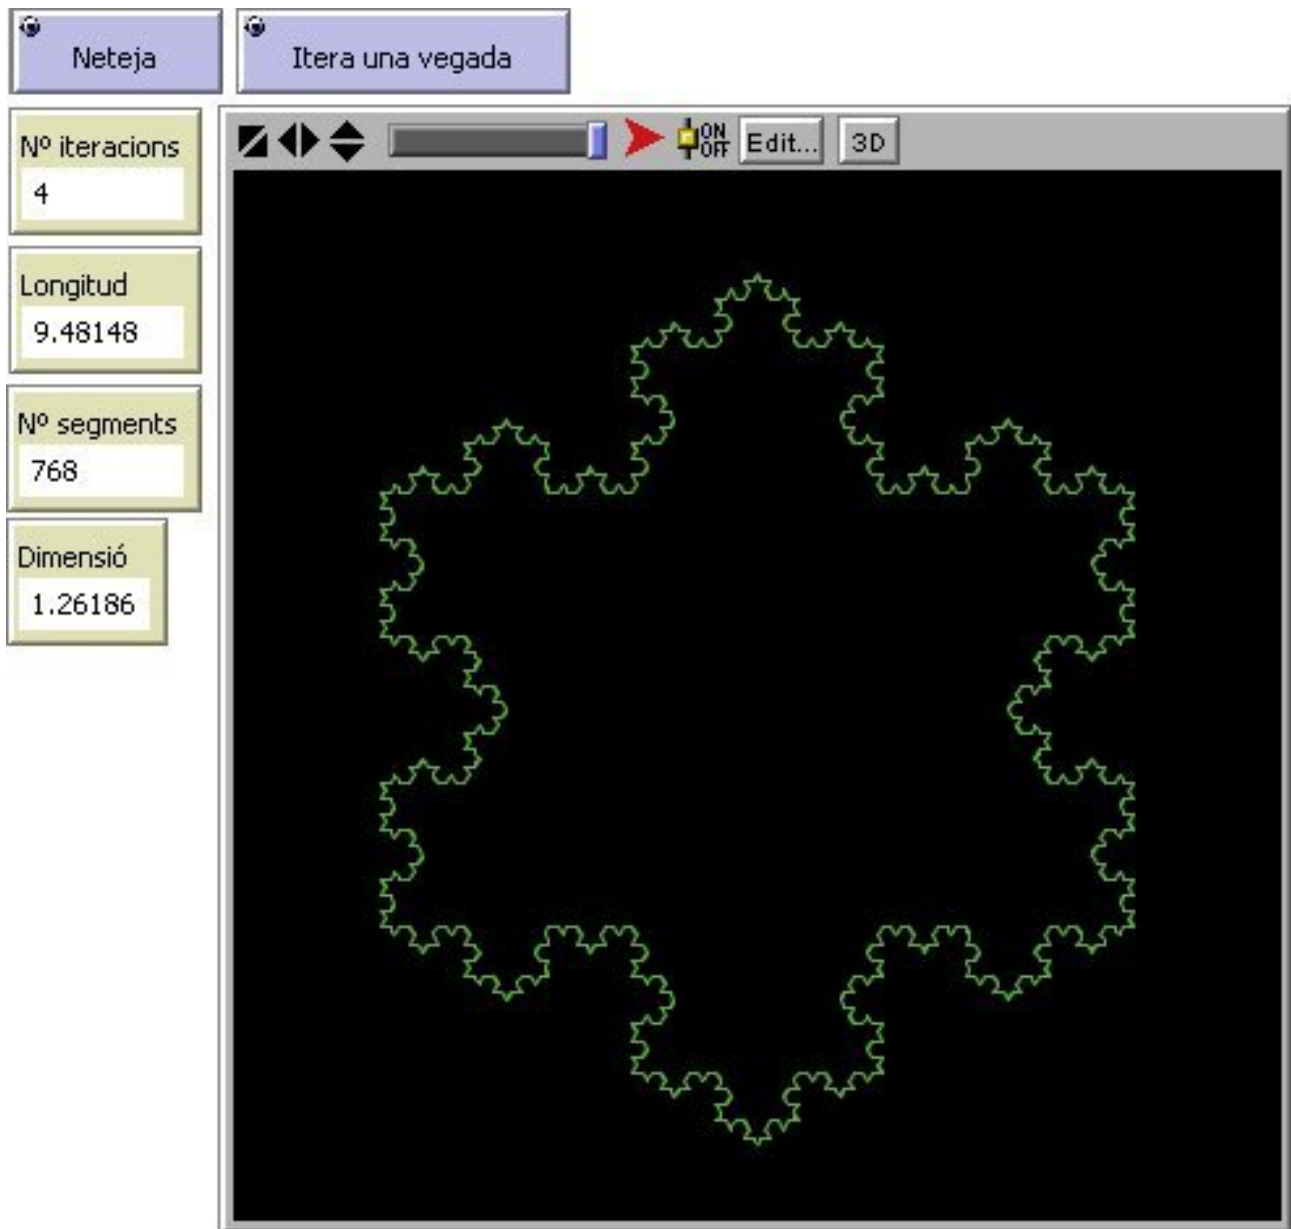 Neteja
Itera una vegada
Nº iteracions
4
ON
OFF
Edit...
3D
Longitud
9.48148
Nº segments
768
Dimensió
1.26186